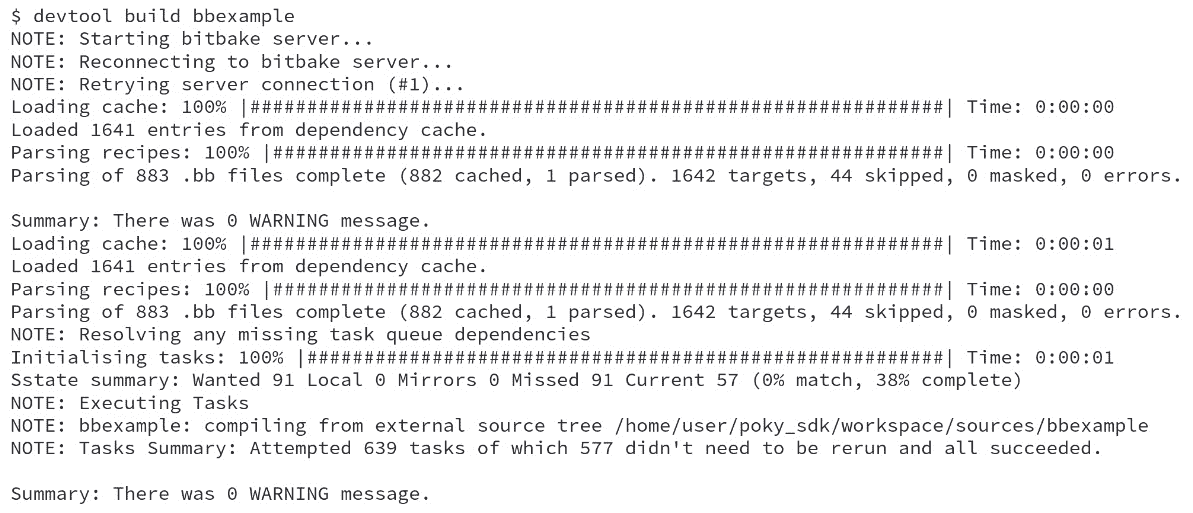 $ devtool build bbexample
NOTE: Starting bitbake server...
NOTE: Reconnecting to bitbake server...
NOTE: Retrying server connection (#1)...
Loading cache: 100% |#############################################################| Time: 0:00:00
Loaded 1641 entries from dependency cache.
Parsing recipes: 100% |###########################################################| Time: 0:00:00
Parsing of 883 .bb files complete (882 cached, 1 parsed). 1642 targets, 44 skipped, 0 masked, 0 errors.

Summary: There was 0 WARNING message.
Loading cache: 100% |#############################################################| Time: 0:00:01
Loaded 1641 entries from dependency cache.
Parsing recipes: 100% |###########################################################| Time: 0:00:00
Parsing of 883 .bb files complete (882 cached, 1 parsed). 1642 targets, 44 skipped, 0 masked, 0 errors.
NOTE: Resolving any missing task queue dependencies
Initialising tasks: 100% |########################################################| Time: 0:00:01
Sstate summary: Wanted 91 Local 0 Mirrors 0 Missed 91 Current 57 (0% match, 38% complete)
NOTE: Executing Tasks
NOTE: bbexample: compiling from external source tree /home/user/poky_sdk/workspace/sources/bbexample
NOTE: Tasks Summary: Attempted 639 tasks of which 577 didn't need to be rerun and all succeeded.

Summary: There was 0 WARNING message.